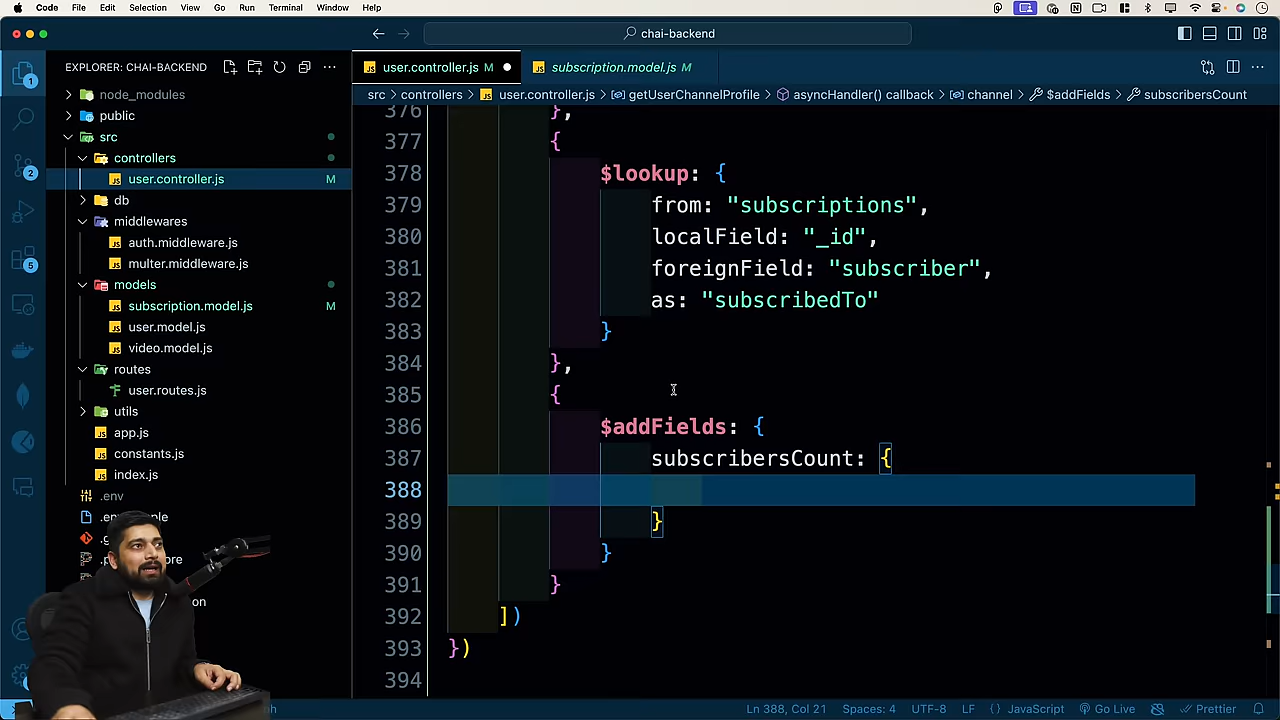 Code File Edit Selection View Go Run Terminal Window Help
chai-backend
EXPLORER: CHAI-BACKEND
user.controller.js M
subscription.model.js M
src > controllers > user.controller.js > getUserChannelProfile > asyncHandler() callback > channel > $addFields > subscribersCount
node_modules
public
src
controllers
user.controller.js M
db
middlewares
auth.middleware.js
multer.middleware.js
models
subscription.model.js M
user.model.js
video.model.js
routes
user.routes.js
utils
app.js
constants.js
index.js
.env
1
2
5
376 },
377 {
378 $lookup: {
379 from: "subscriptions",
380 localField: "_id",
381 foreignField: "subscriber",
382 as: "subscribedTo"
383 }
384 },
385 {
386 $addFields: {
387 subscribersCount: {
388
389 }
390 }
391 }
392 ])
393 })
394
Ln 388, Col 21 Spaces: 4 UTF-8 LF {} JavaScript Go Live Prettier